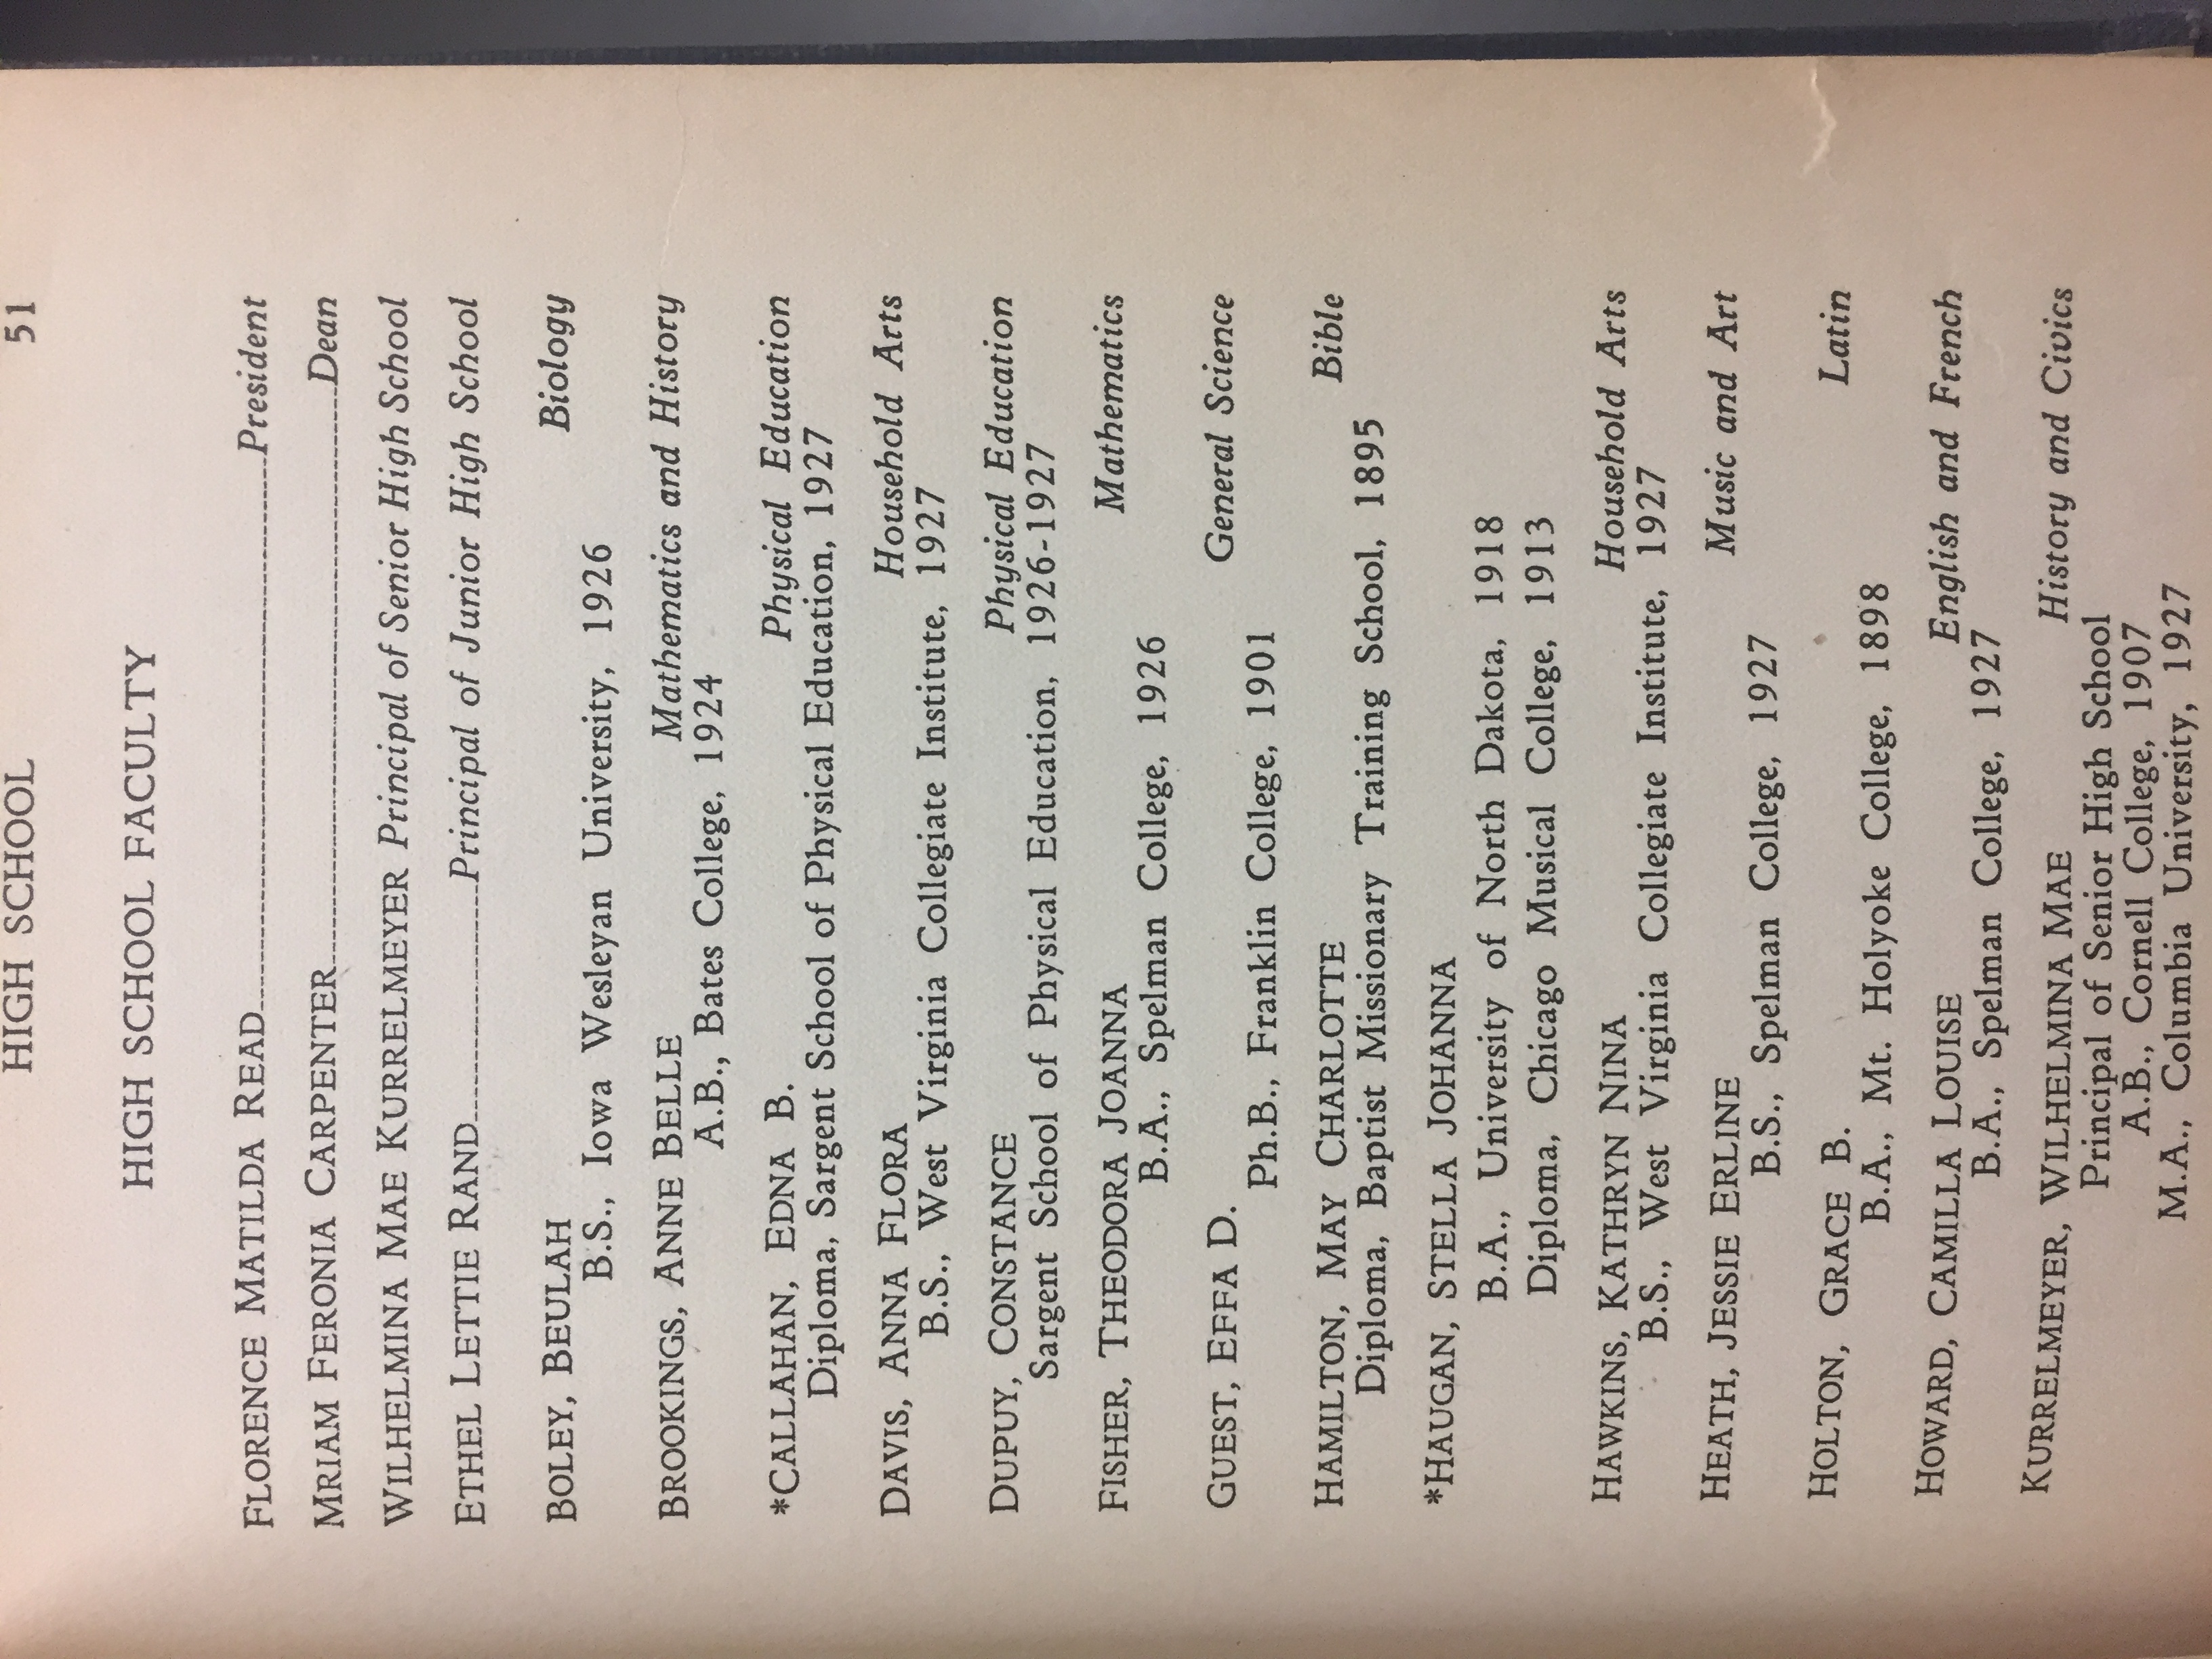 HIGH SCHOOL 51
HIGH SCHOOL FACULTY
FLORENCE MATILDA READ President
MRIAM FERONIA CARPENTER Dean
WILHELMINA MAE KURRELMEYER Principal of Senior High School
ETHEL LETTIE RAND Principal of Junior High School
BOLEY, BEULAH Biology
B.S., Iowa Wesleyan University, 1926
BROOKINGS, ANNE BELLE Mathematics and History
A.B., Bates College, 1924
*CALLAHAN, EDNA B. Physical Education
Diploma, Sargent School of Physical Education, 1927
DAVIS, ANNA FLORA Household Arts
B.S., West Virginia Collegiate Institute, 1927
DUPUY, CONSTANCE Physical Education
Sargent School of Physical Education, 1926-1927
FISHER, THEODORA JOANNA Mathematics
B.A., Spelman College, 1926
GUEST, EFFA D. General Science
Ph.B., Franklin College, 1901
HAMILTON, MAY CHARLOTTE Bible
Diploma, Baptist Missionary Training School, 1895
*HAUGAN, STELLA JOHANNA
B.A., University of North Dakota, 1918
Diploma, Chicago Musical College, 1913
HAWKINS, KATHRYN NINA Household Arts
B.S., West Virginia Collegiate Institute, 1927
HEATH, JESSIE ERLINE Music and Art
B.S., Spelman College, 1927
HOLTON, GRACE B. Latin
B.A., Mt. Holyoke College, 1898
HOWARD, CAMILLA LOUISE English and French
B.A., Spelman College, 1927
KURRELMEYER, WILHELMINA MAE History and Civics
Principal of Senior High School
A.B., Cornell College, 1907
M.A., Columbia University, 1927